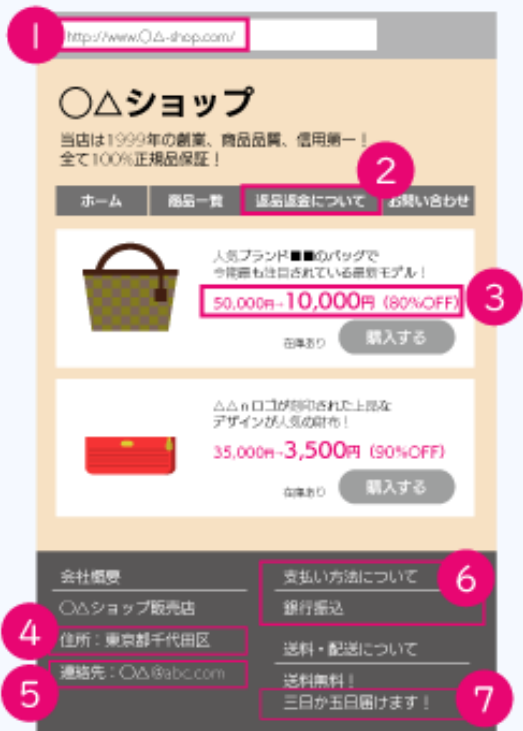 1
http://www.○△-shop.com/
○△ショップ
当店は1999年の創業、商品品質、信用第一！
全て100%正規品保証！
2
ホーム 商品一覧 返品返金について お問い合わせ
人気ブランド■■のバッグで
今期最も注目されている最新モデル！
50,000円→10,000円（80%OFF）
3
在庫あり 購入する
△△nロゴが刻印された上品な
デザインが人気の財布！
35,000円→3,500円（90%OFF）
在庫あり 購入する
会社概要
○△ショップ販売店
4
住所：東京都千代田区
5
連絡先：○△@abc.com
支払い方法について
6
銀行振込
送料・配送について
送料無料！
三日か五日届けます！
7